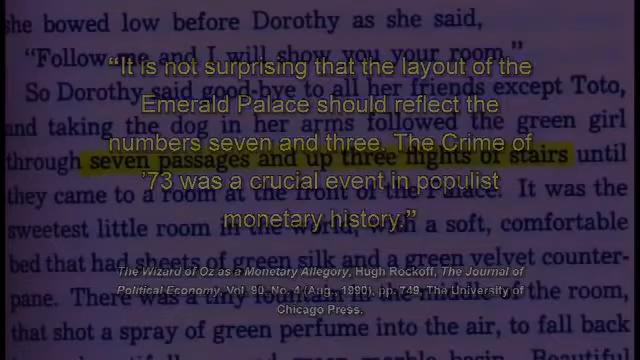 she bowed low before Dorothy as she said,
“Follow me and I will show you your room.”
So Dorothy said good-bye to all her friends except Toto,
and taking the dog in her arms followed the green girl
through seven passages and up three flights of stairs until
they came to a room at the front of the Palace. It was the
sweetest little room in the world, with a soft, comfortable
bed that had sheets of green silk and a green velvet counter-
pane. There was a tiny fountain in the middle of the room,
that shot a spray of green perfume into the air, to fall back
“It is not surprising that the layout of the
Emerald Palace should reflect the
numbers seven and three. The Crime of
’73 was a crucial event in populist
monetary history.”
The Wizard of Oz as a Monetary Allegory, Hugh Rockoff, The Journal of
Political Economy, Vol. 90, No. 4 (Aug., 1990), pp. 749, The University of
Chicago Press.